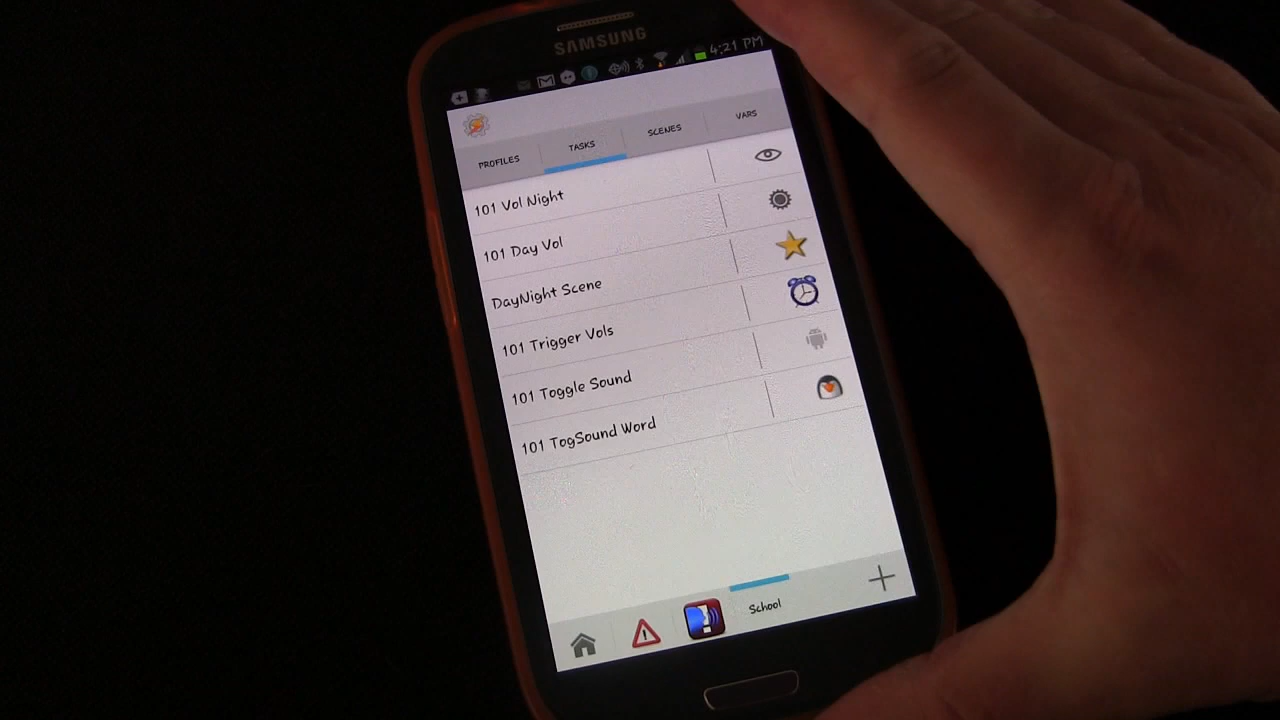 SAMSUNG
4:21 PM
PROFILES TASKS SCENES VARS
101 Vol Night
101 Day Vol
DayNight Scene
101 Trigger Vols
101 Toggle Sound
101 TogSound Word
School